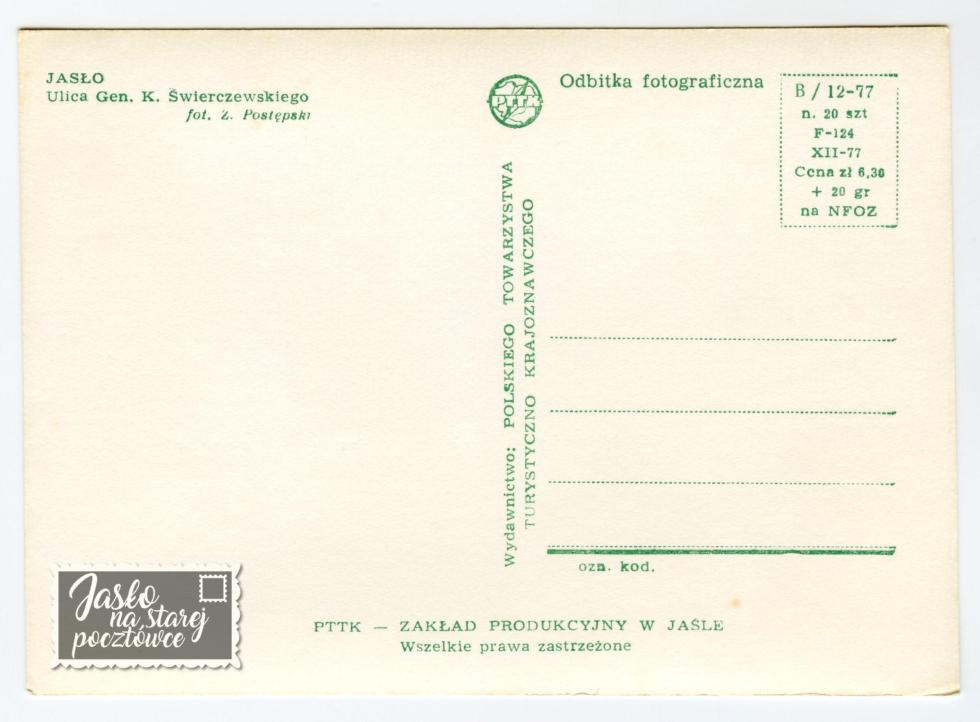 JASŁO
Ulica Gen. K. Świerczewskiego
fot. Z. Postępski
PTTK
Odbitka fotograficzna
B / 12-77
n. 20 szt
F-124
XII-77
Cena zł 6,30
+ 20 gr
na NFOZ
Wydawnictwo: POLSKIEGO TOWARZYSTWA
TURYSTYCZNO KRAJOZNAWCZEGO
ozn. kod.
PTTK — ZAKŁAD PRODUKCYJNY W JAŚLE
Wszelkie prawa zastrzeżone
Jasło
na starej
pocztówce